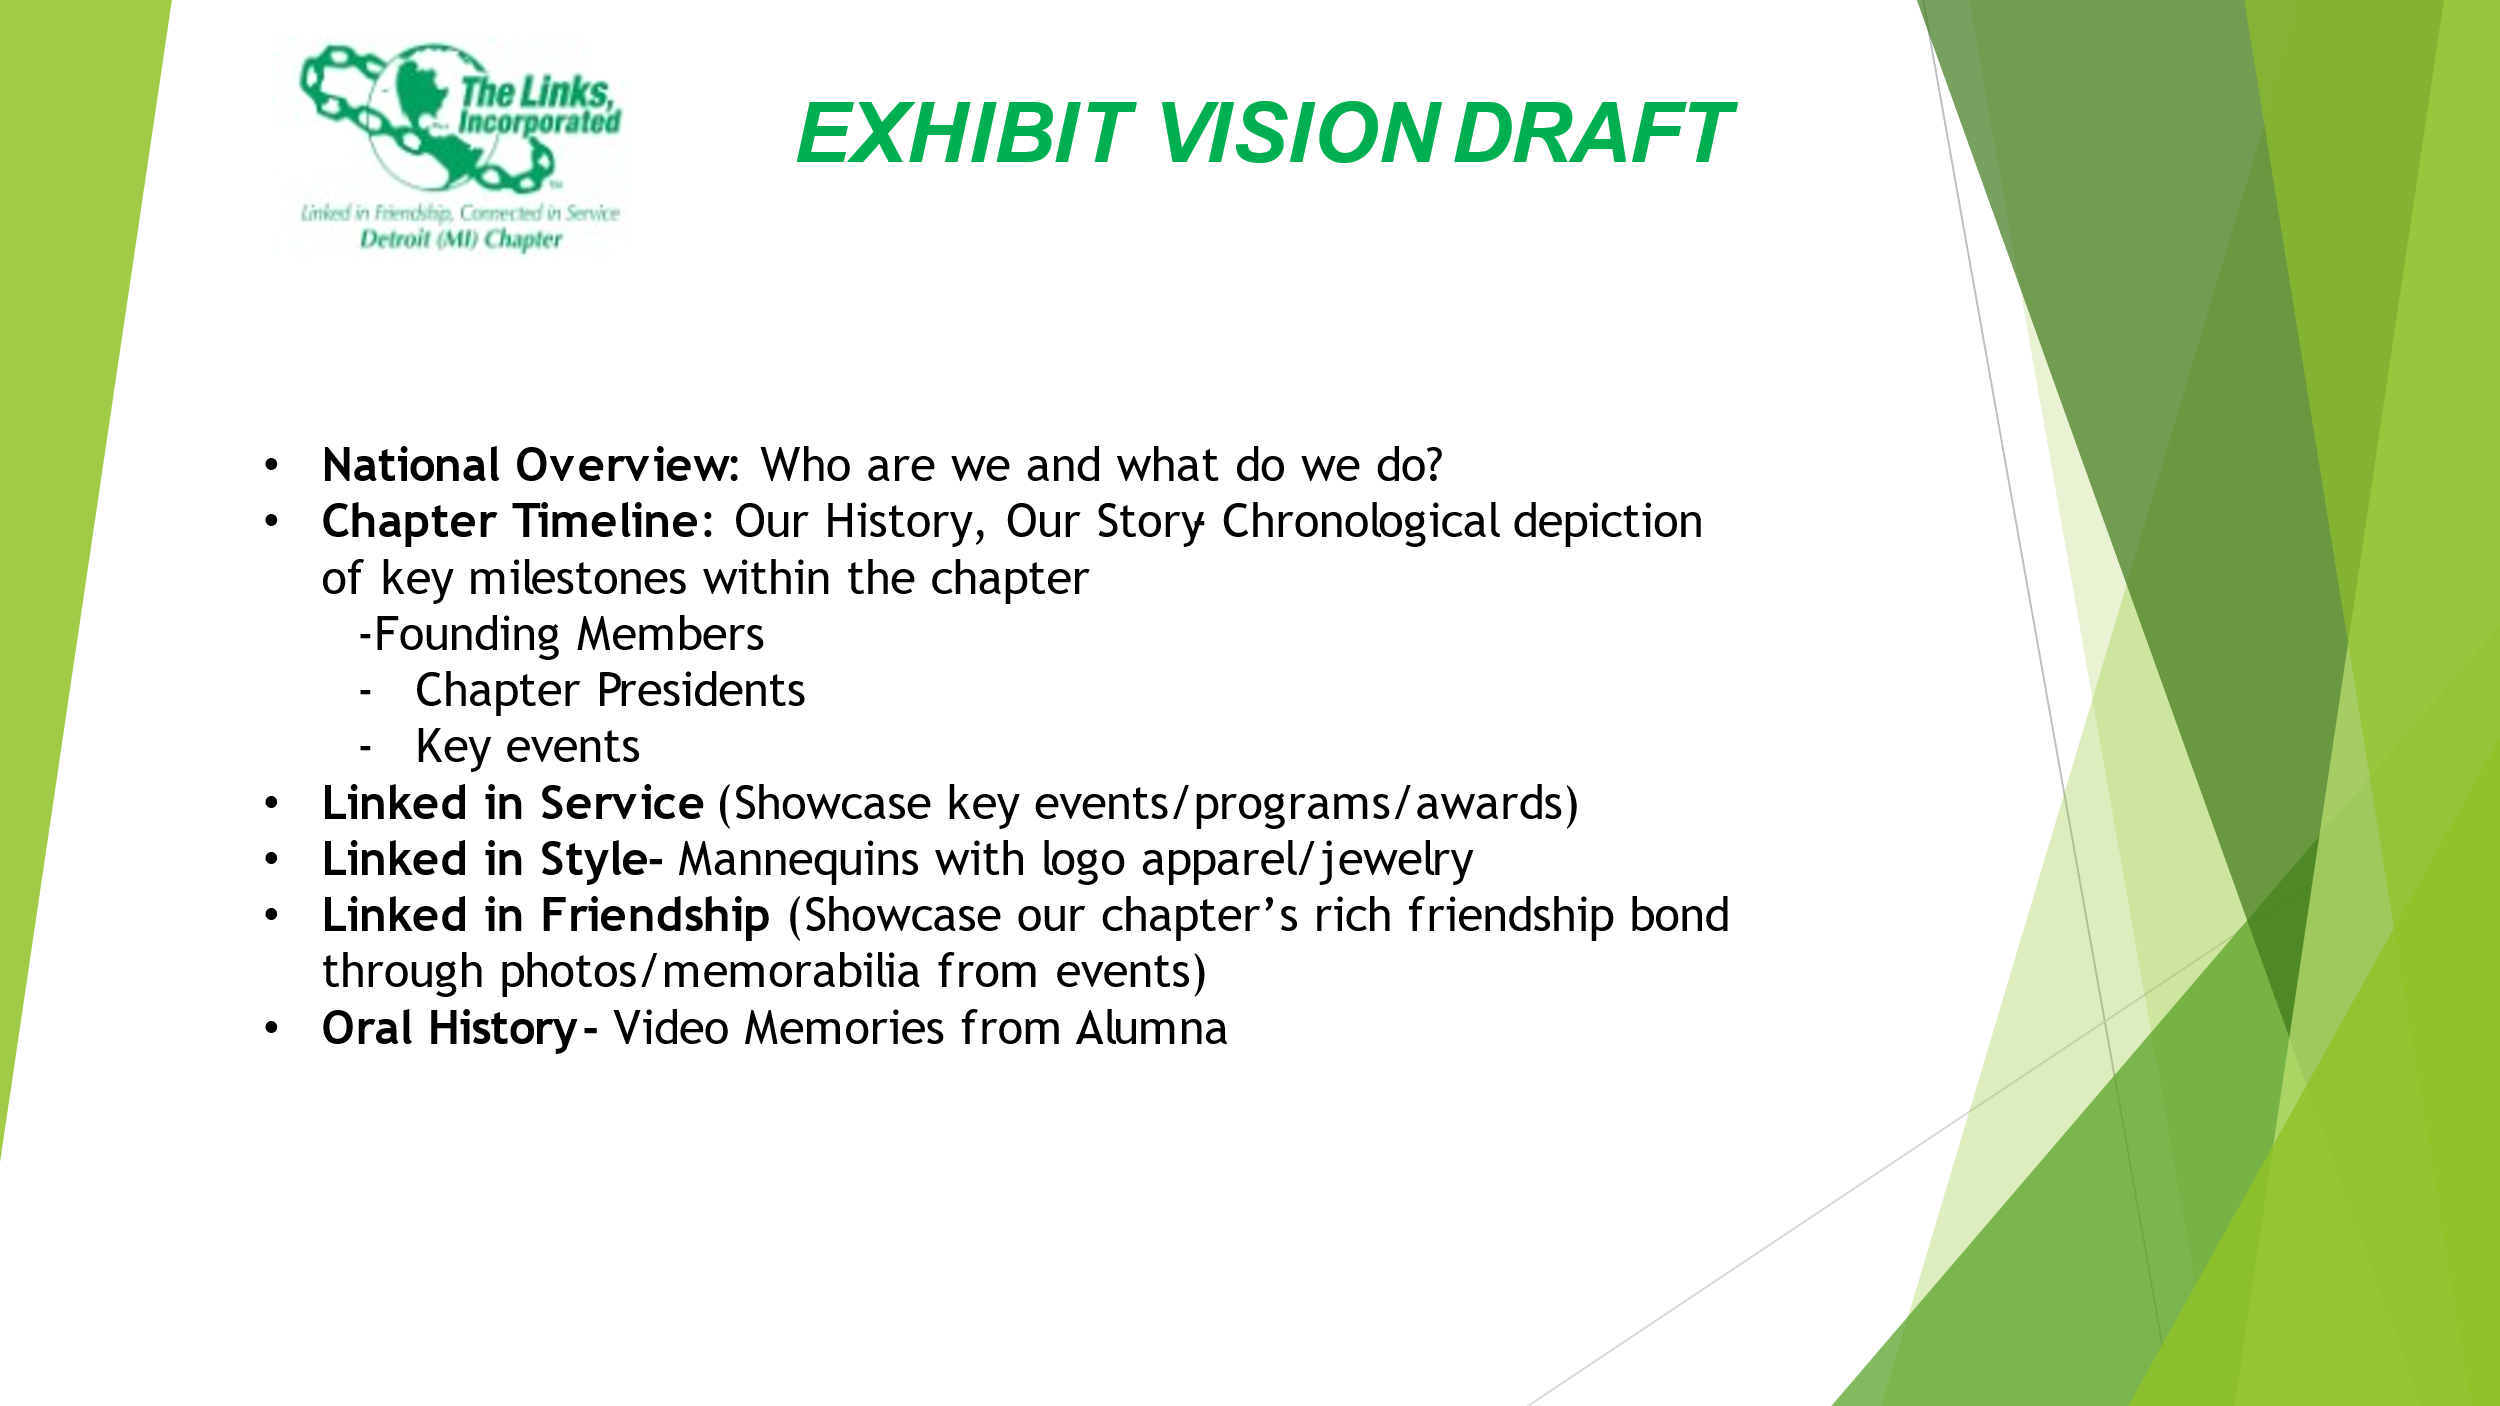 The Links,
Incorporated
™
Linked in Friendship, Connected in Service
Detroit (MI) Chapter
EXHIBIT VISION DRAFT
• National Overview: Who are we and what do we do?
• Chapter Timeline: Our History, Our Story- Chronological depiction
of key milestones within the chapter
-Founding Members
- Chapter Presidents
- Key events
• Linked in Service (Showcase key events/programs/awards)
• Linked in Style- Mannequins with logo apparel/jewelry
• Linked in Friendship (Showcase our chapter’s rich friendship bond
through photos/memorabilia from events)
• Oral History- Video Memories from Alumna